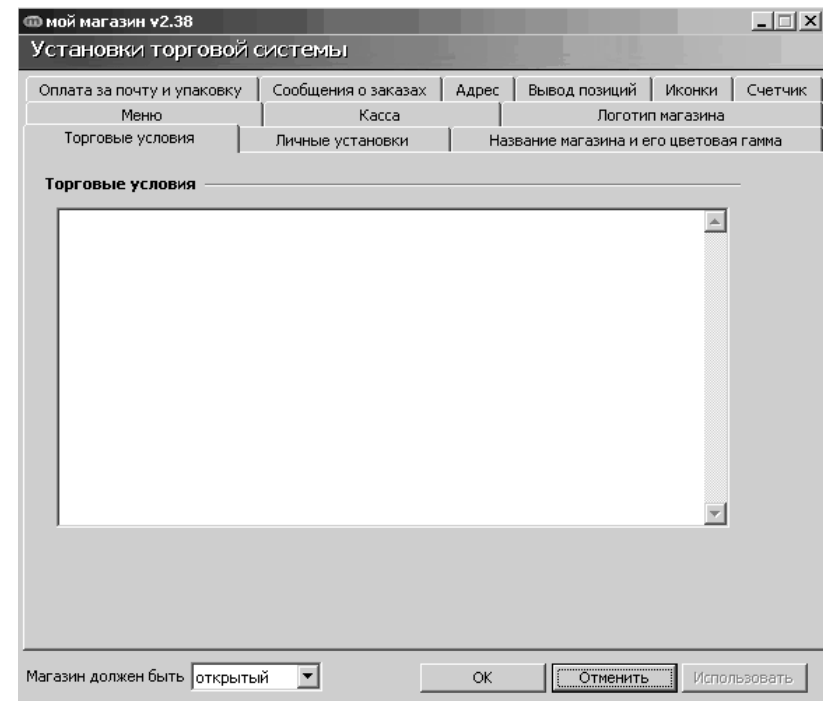 мой магазин v2.38
Установки торговой системы
Оплата за почту и упаковку Сообщения о заказах Адрес Вывод позиций Иконки Счетчик
Меню Касса Логотип магазина
Торговые условия Личные установки Название магазина и его цветовая гамма
Торговые условия
Магазин должен быть открытый OK Отменить Использовать